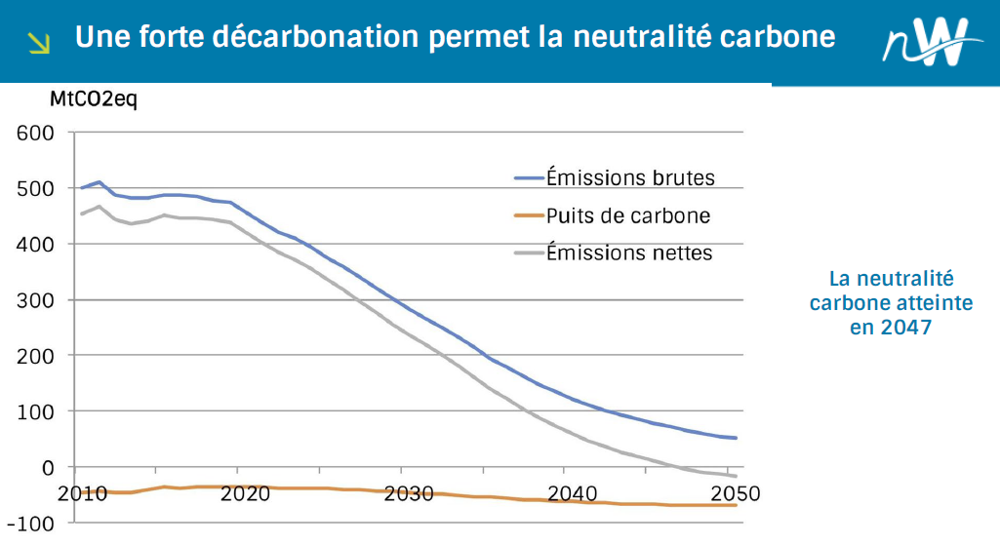 Une forte décarbonation permet la neutralité carbone
nW
MtCO2eq
600
500
400
300
200
100
0
-100
2010
2020
2030
2040
2050
Émissions brutes
Puits de carbone
Émissions nettes
La neutralité
carbone atteinte
en 2047